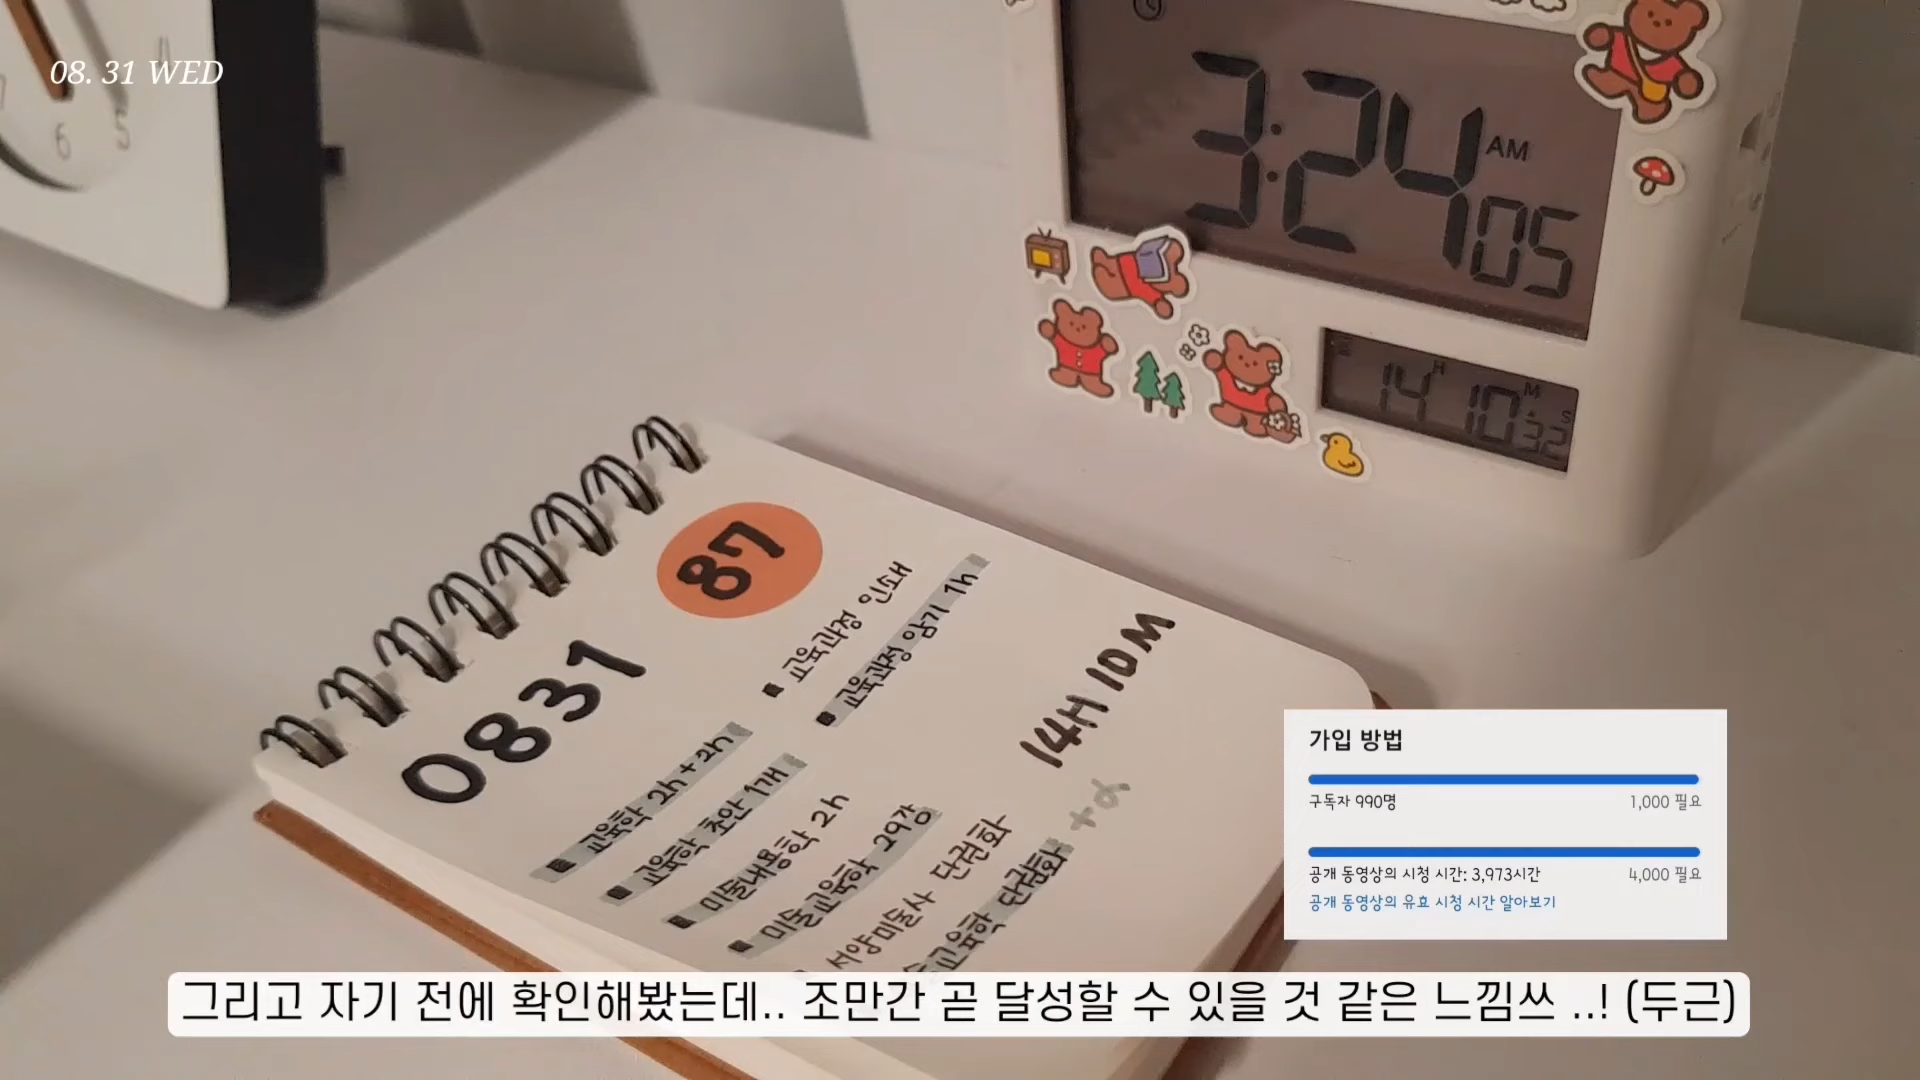 08. 31 WED
6 5
3:24 AM 05
14 H 10 M 32 S
87
0831
교육학 2h + 2h
교육학 초안 1개
미술내용학 2h
미술교육학 29강
서양미술사 단권화
교육학 단권화 +α
교육과정 인쇄
교육과정 암기 1h
14H 10M
가입 방법
구독자 990명 1,000 필요
공개 동영상의 시청 시간: 3,973시간 4,000 필요
공개 동영상의 유효 시청 시간 알아보기
그리고 자기 전에 확인해봤는데.. 조만간 곧 달성할 수 있을 것 같은 느낌쓰 ..! (두근)